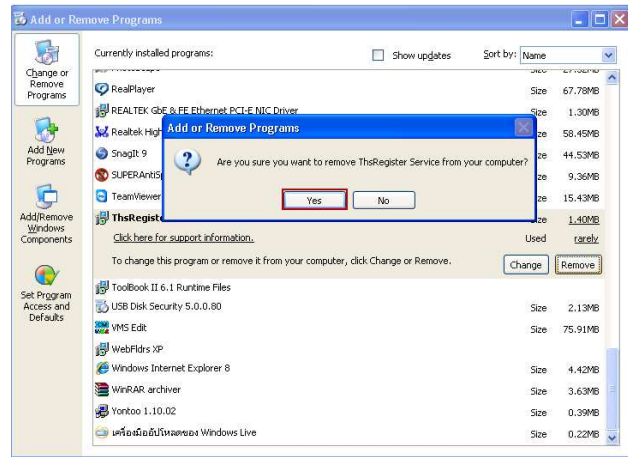 Add or Remove Programs
Change or
Remove
Programs
Add New
Programs
Add/Remove
Windows
Components
Set Program
Access and
Defaults
Currently installed programs:
Show updates
Sort by: Name
Size 27.52MB
RealPlayer Size 67.78MB
REALTEK GbE & FE Ethernet PCI-E NIC Driver Size 1.30MB
Realtek High Size 58.45MB
SnagIt 9 Size 44.53MB
SUPERAntiSp Size 9.36MB
TeamViewer Size 15.43MB
Add or Remove Programs
Are you sure you want to remove ThsRegister Service from your computer?
Yes No
ThsRegiste Size 1.40MB
Click here for support information. Used rarely
To change this program or remove it from your computer, click Change or Remove. Change Remove
ToolBook II 6.1 Runtime Files
USB Disk Security 5.0.0.80 Size 2.13MB
VMS Edit Size 75.91MB
WebFldrs XP
Windows Internet Explorer 8 Size 4.42MB
WinRAR archiver Size 3.63MB
Yontoo 1.10.02 Size 0.39MB
เครื่องมืออัปโหลดของ Windows Live Size 0.22MB